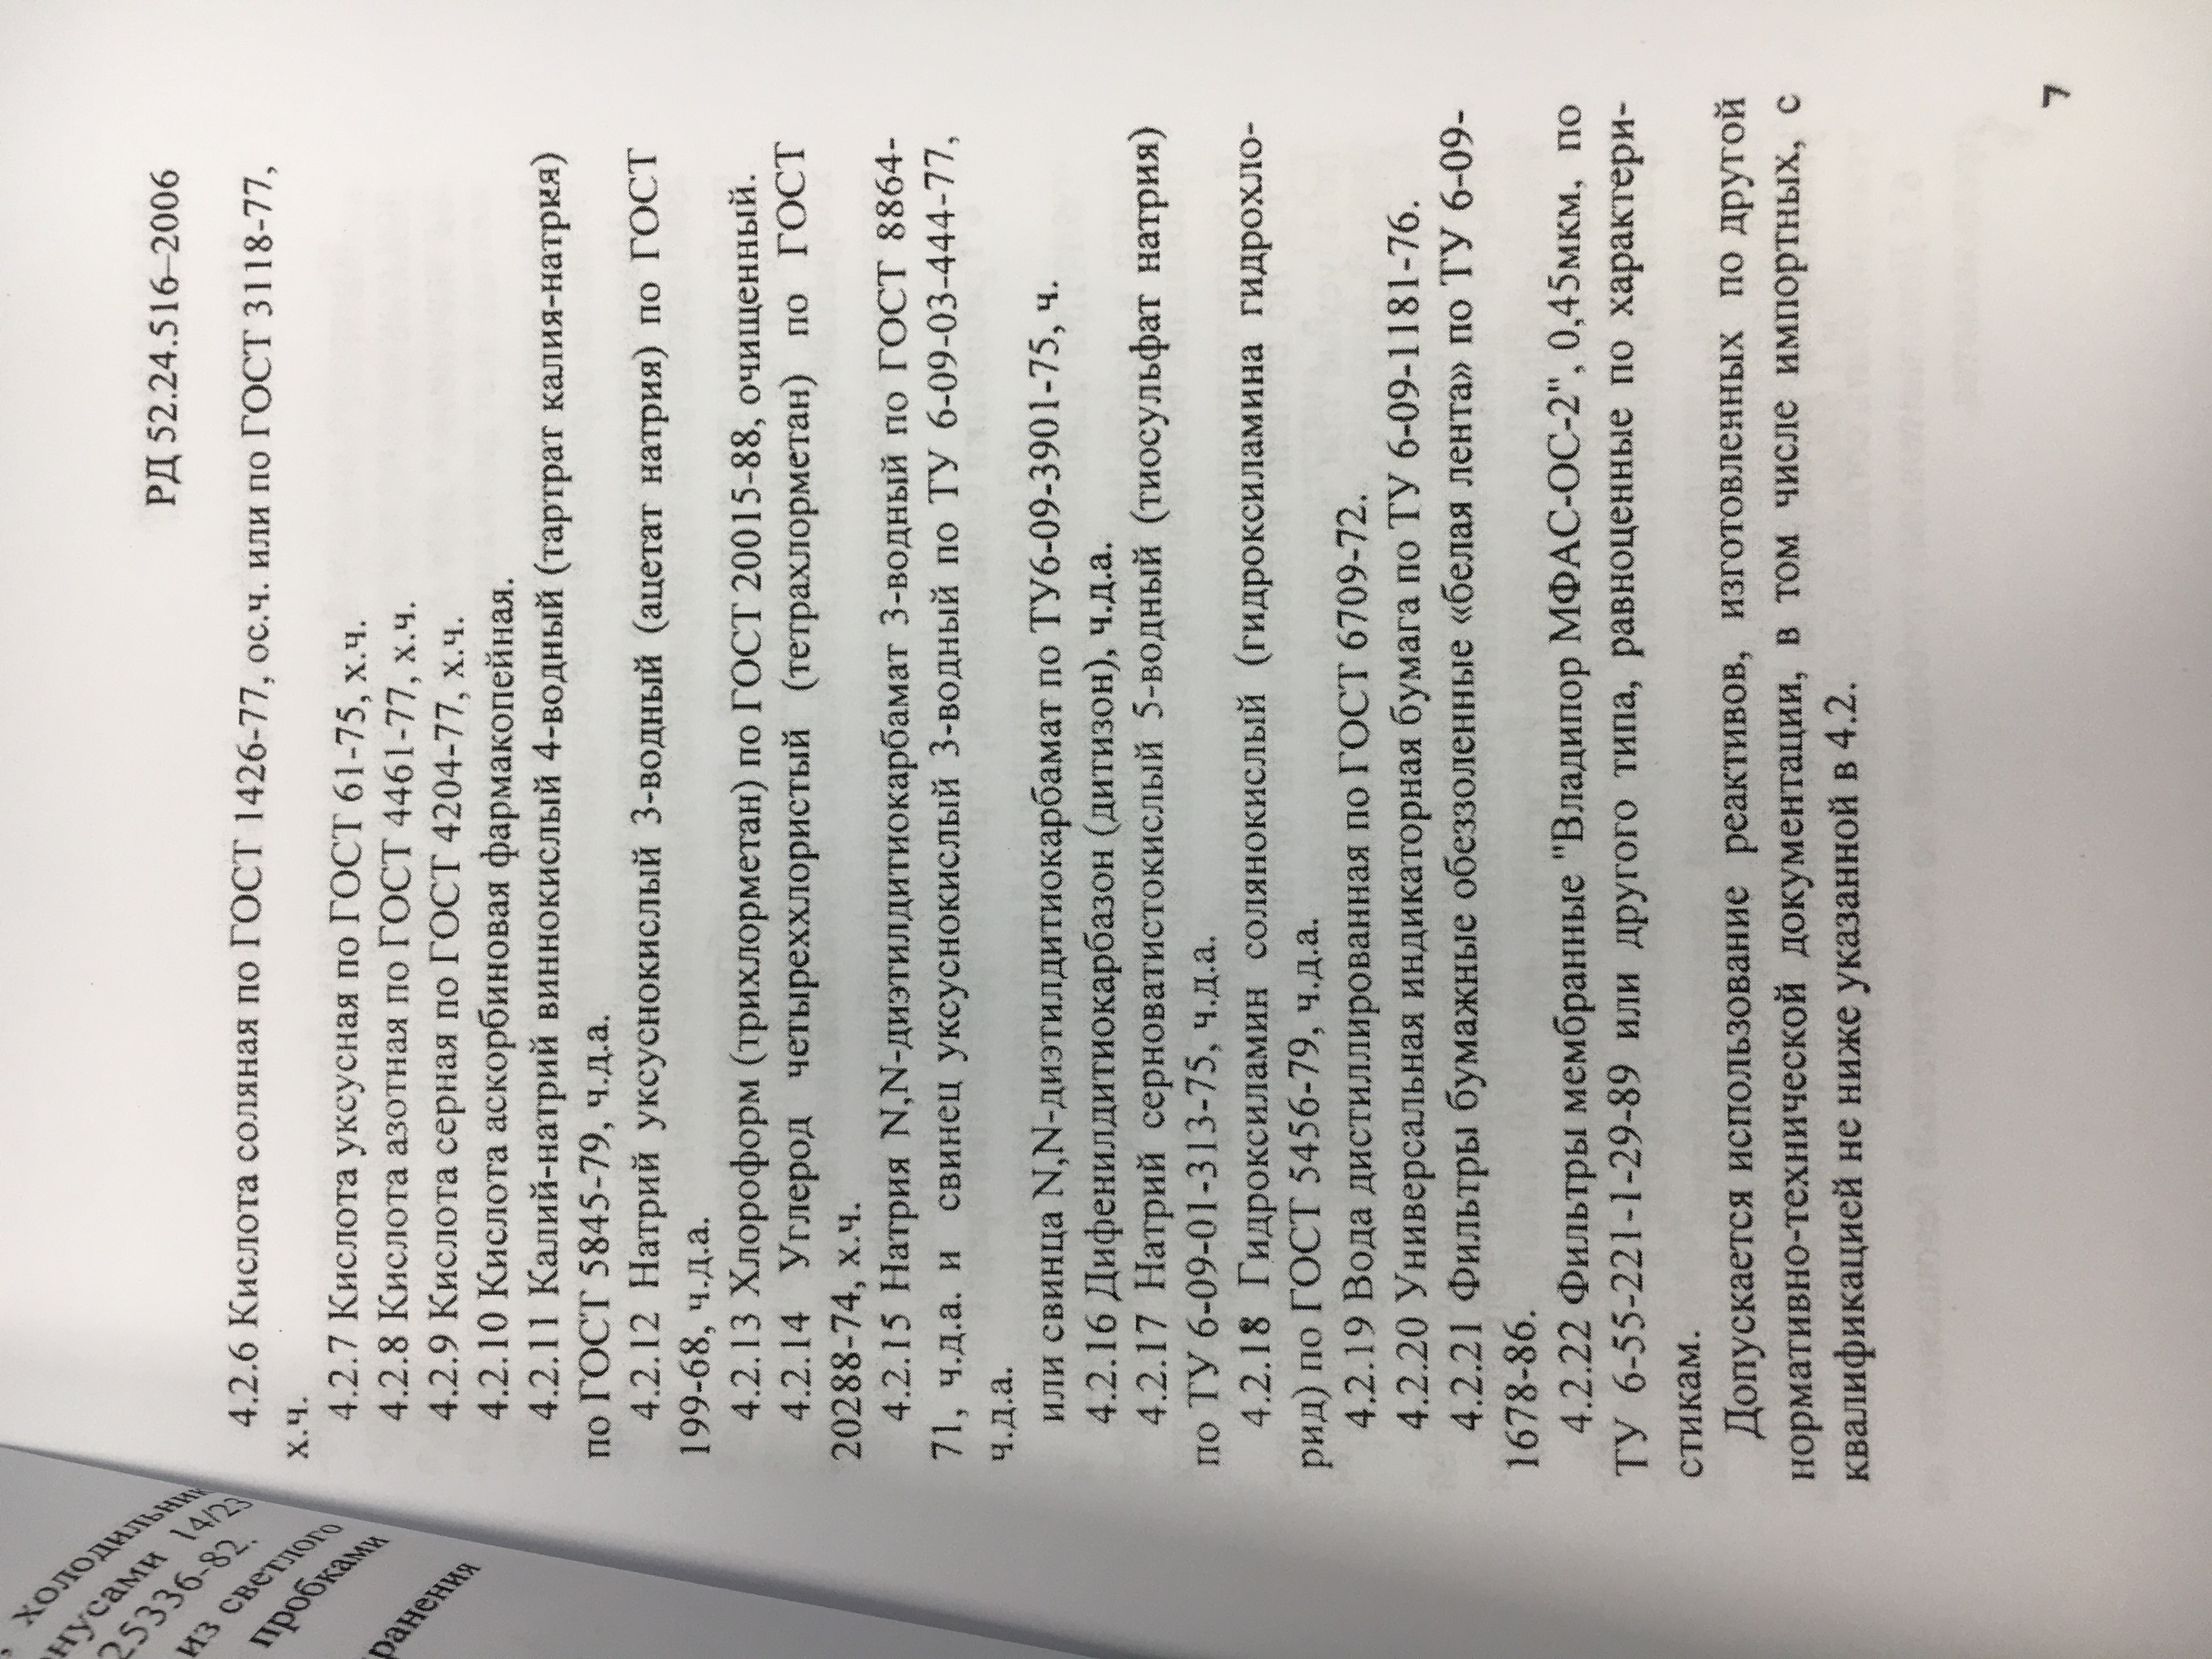 РД 52.24.516–2006
4.2.6 Кислота соляная по ГОСТ 1426-77, ос.ч. или по ГОСТ 3118-77,
х.ч.
4.2.7 Кислота уксусная по ГОСТ 61-75, х.ч.
4.2.8 Кислота азотная по ГОСТ 4461-77, х.ч.
4.2.9 Кислота серная по ГОСТ 4204-77, х.ч.
4.2.10 Кислота аскорбиновая фармакопейная.
4.2.11 Калий-натрий виннокислый 4-водный (тартрат калия-натрия)
по ГОСТ 5845-79, ч.д.а.
4.2.12 Натрий уксуснокислый 3-водный (ацетат натрия) по ГОСТ
199-68, ч.д.а.
4.2.13 Хлороформ (трихлорметан) по ГОСТ 20015-88, очищенный.
4.2.14 Углерод четыреххлористый (тетрахлорметан) по ГОСТ
20288-74, х.ч.
4.2.15 Натрия N,N-диэтилдитиокарбамат 3-водный по ГОСТ 8864-
71, ч.д.а. и свинец уксуснокислый 3-водный по ТУ 6-09-03-444-77,
ч.д.а.
или свинца N,N-диэтилдитиокарбамат по ТУ6-09-3901-75, ч.
4.2.16 Дифенилдитиокарбазон (дитизон), ч.д.а.
4.2.17 Натрий серноватистокислый 5-водный (тиосульфат натрия)
по ТУ 6-09-01-313-75, ч.д.а.
4.2.18 Гидроксиламин солянокислый (гидроксиламина гидрохло-
рид) по ГОСТ 5456-79, ч.д.а.
4.2.19 Вода дистиллированная по ГОСТ 6709-72.
4.2.20 Универсальная индикаторная бумага по ТУ 6-09-1181-76.
4.2.21 Фильтры бумажные обеззоленные «белая лента» по ТУ 6-09-
1678-86.
4.2.22 Фильтры мембранные "Владипор МФАС-ОС-2", 0,45мкм, по
ТУ 6-55-221-1-29-89 или другого типа, равноценные по характери-
стикам.
Допускается использование реактивов, изготовленных по другой
нормативно-технической документации, в том числе импортных, с
квалификацией не ниже указанной в 4.2.
7
14/23
25336-82.
из светлого
пробками